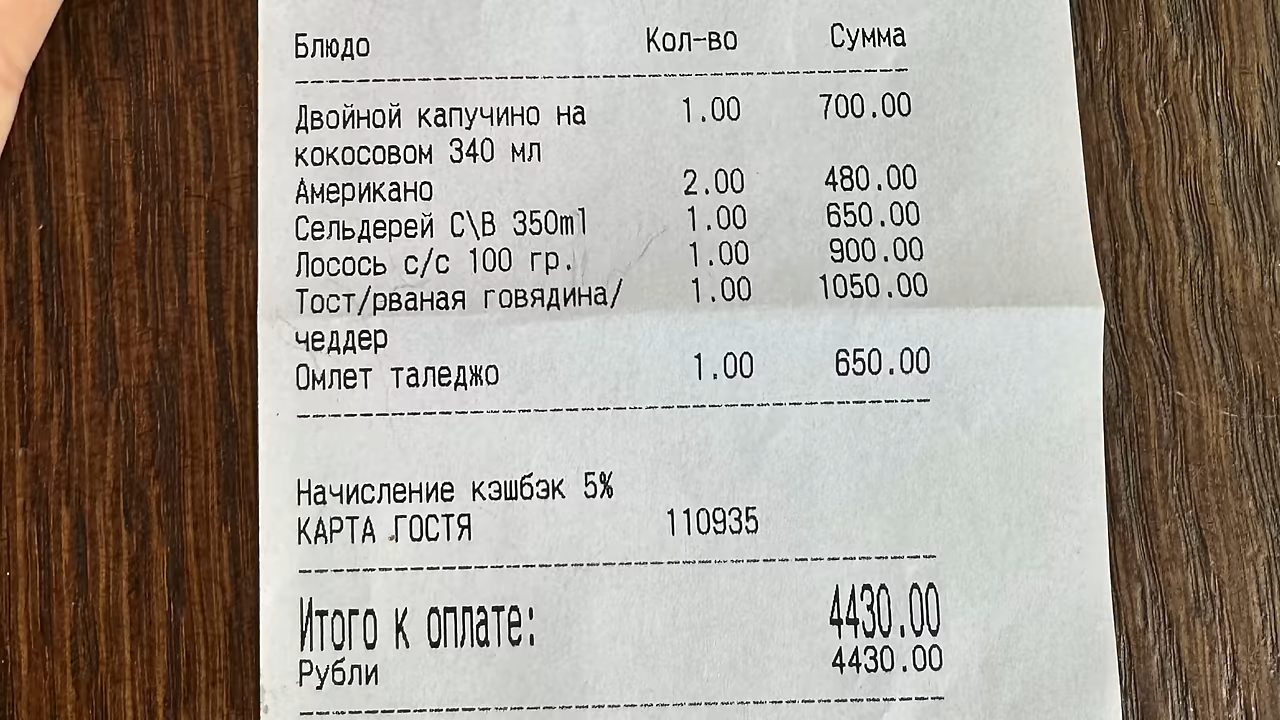 Блюдо Кол-во Сумма
Двойной капучино на 1.00 700.00
кокосовом 340 мл
Американо 2.00 480.00
Сельдерей С\В 350ml 1.00 650.00
Лосось с/с 100 гр. 1.00 900.00
Тост/рваная говядина/ 1.00 1050.00
чеддер
Омлет таледжо 1.00 650.00
Начисление кэшбэк 5%
КАРТА ГОСТЯ 110935
Итого к оплате: 4430.00
Рубли 4430.00